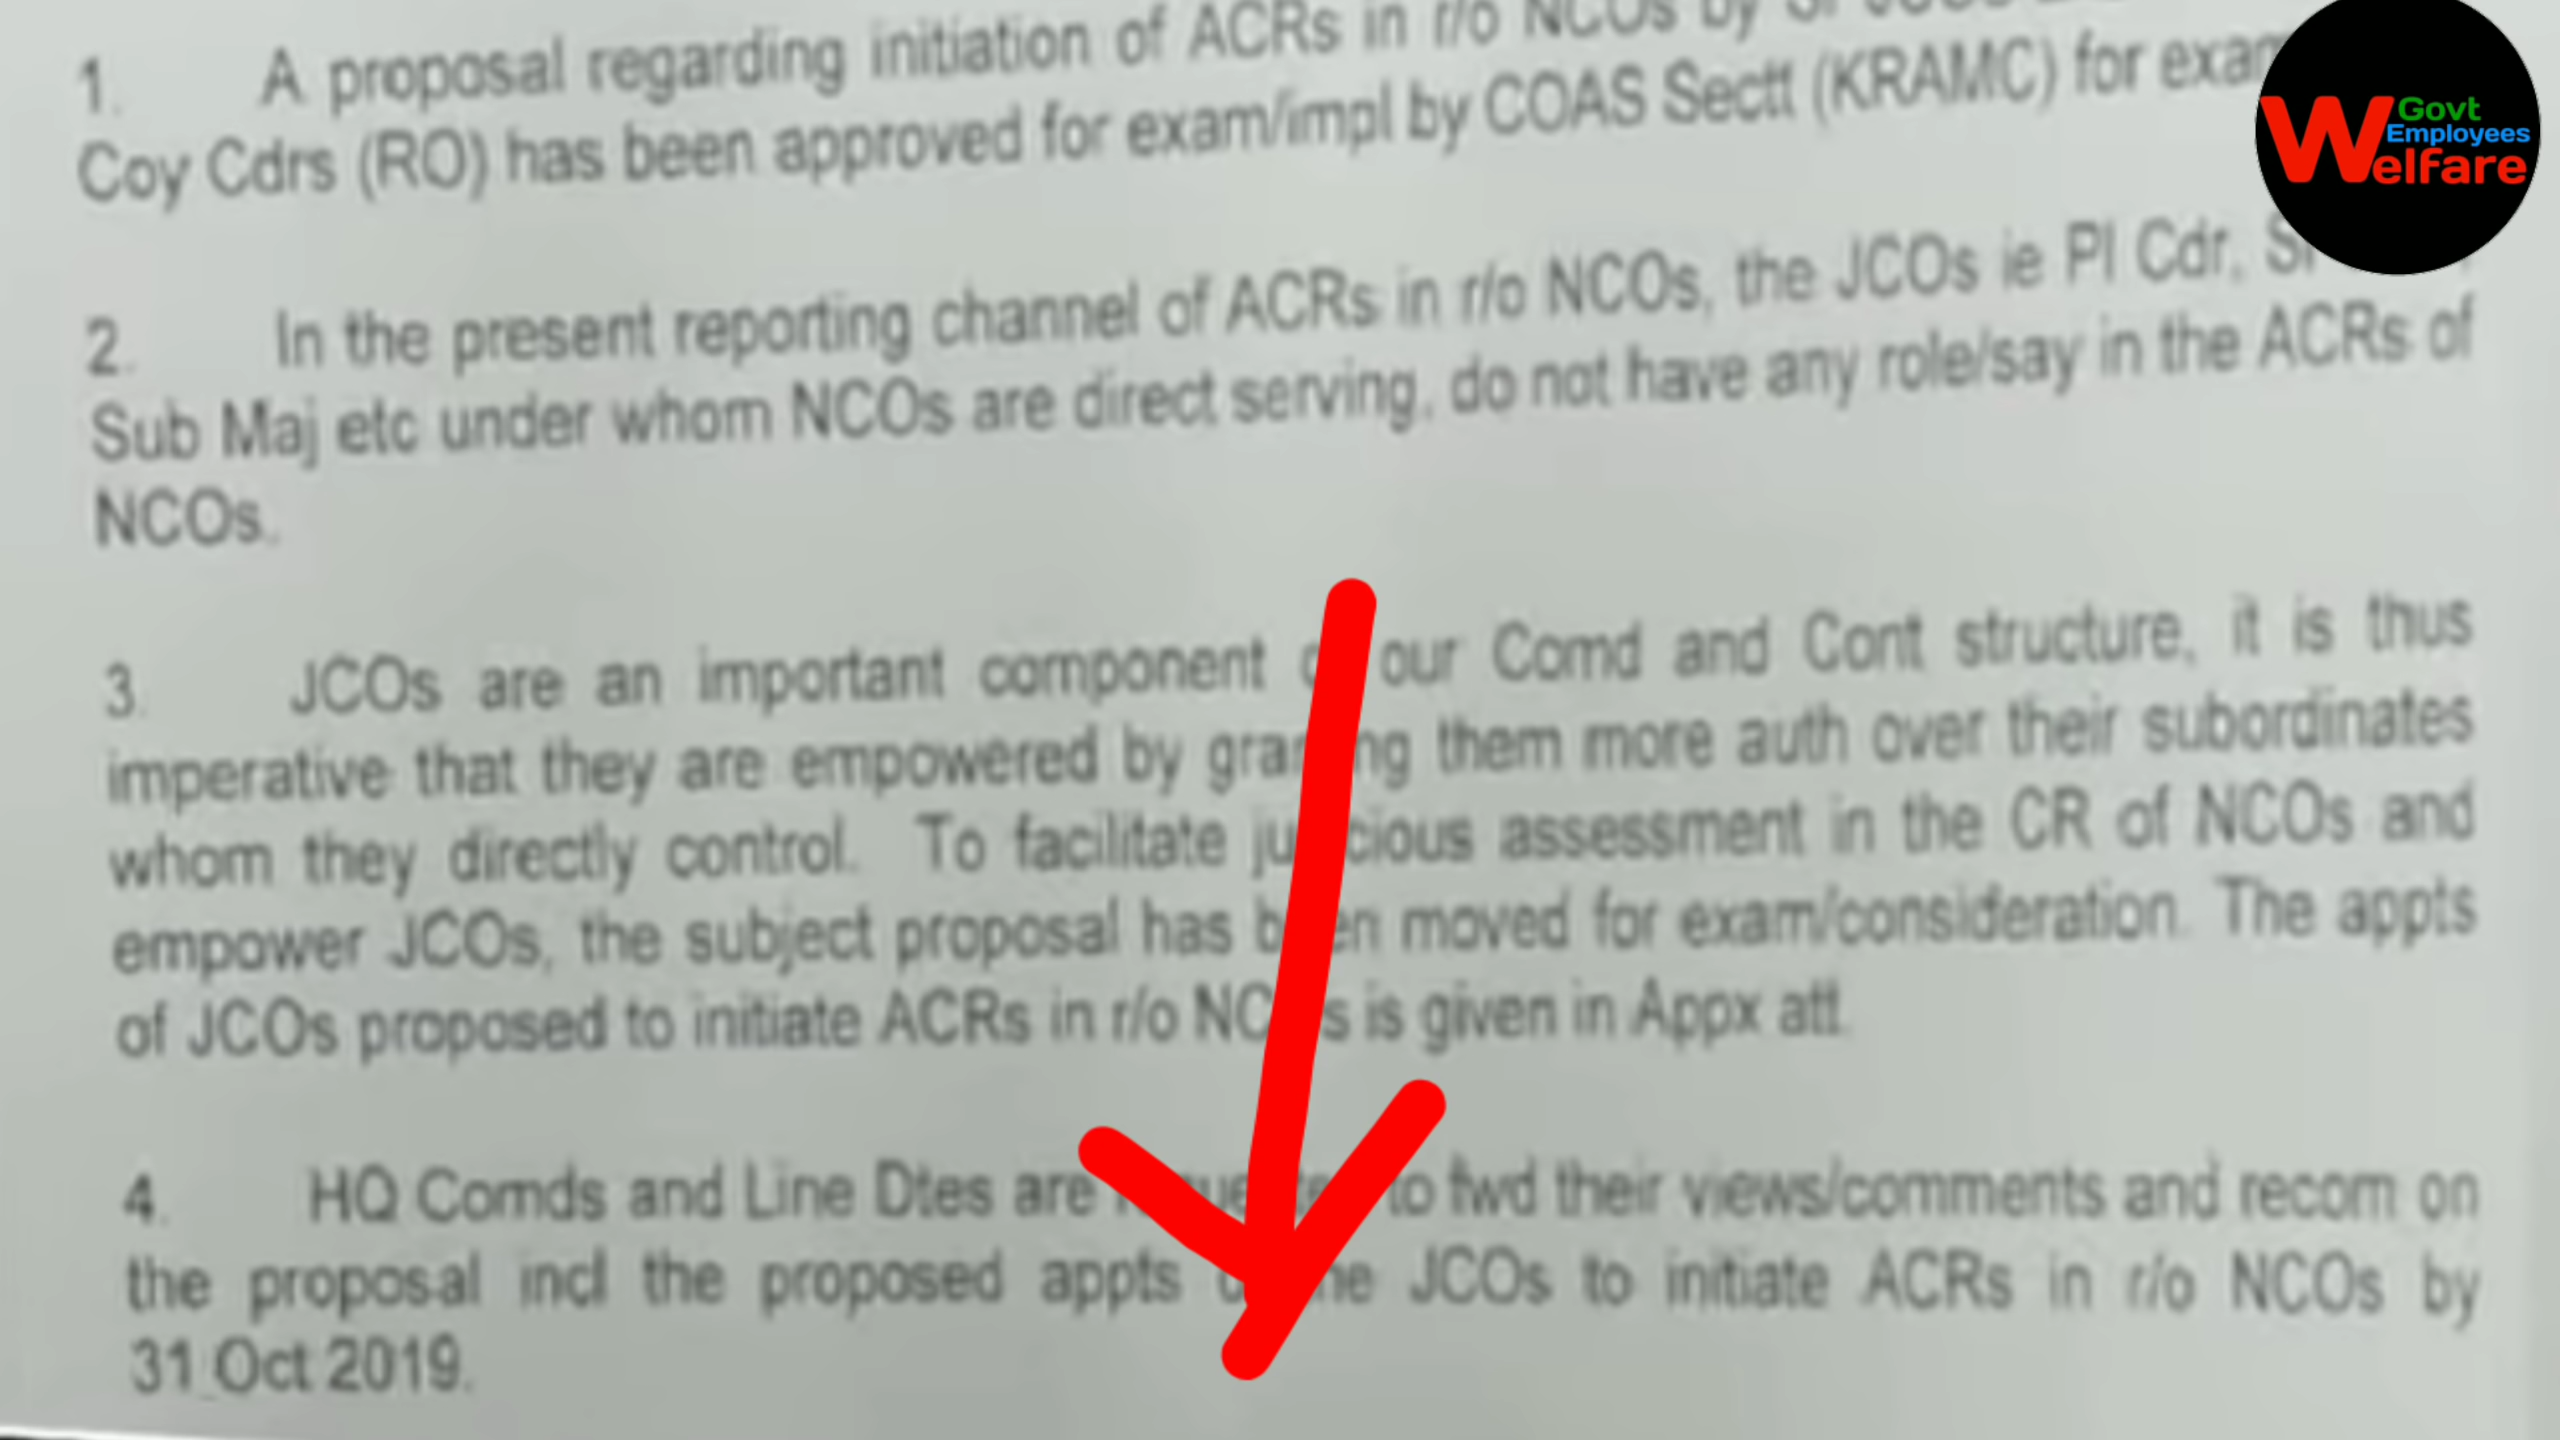 1. A proposal regarding initiation of ACRs in r/o NCOs by
Coy Cdrs (RO) has been approved for exam/impl by COAS Sectt (KRAMC) for
2. In the present reporting channel of ACRs in r/o NCOs, the JCOs ie Pl Cdr,
Sub Maj etc under whom NCOs are direct serving, do not have any role/say in the ACRs of
NCOs.
3. JCOs are an important component our Comd and Cont structure, it is thus
imperative that they are empowered by granting them more auth over their subordinates
whom they directly control. To facilitate judicious assessment in the CR of NCOs and
empower JCOs, the subject proposal has been moved for exam/consideration. The appts
of JCOs proposed to initiate ACRs in r/o NCOs is given in Appx att.
4. HQ Comds and Line Dtes are requested to fwd their views/comments and recom on
the proposal incl the proposed appts JCOs to initiate ACRs in r/o NCOs by
31 Oct 2019.
Govt
Employees
Welfare